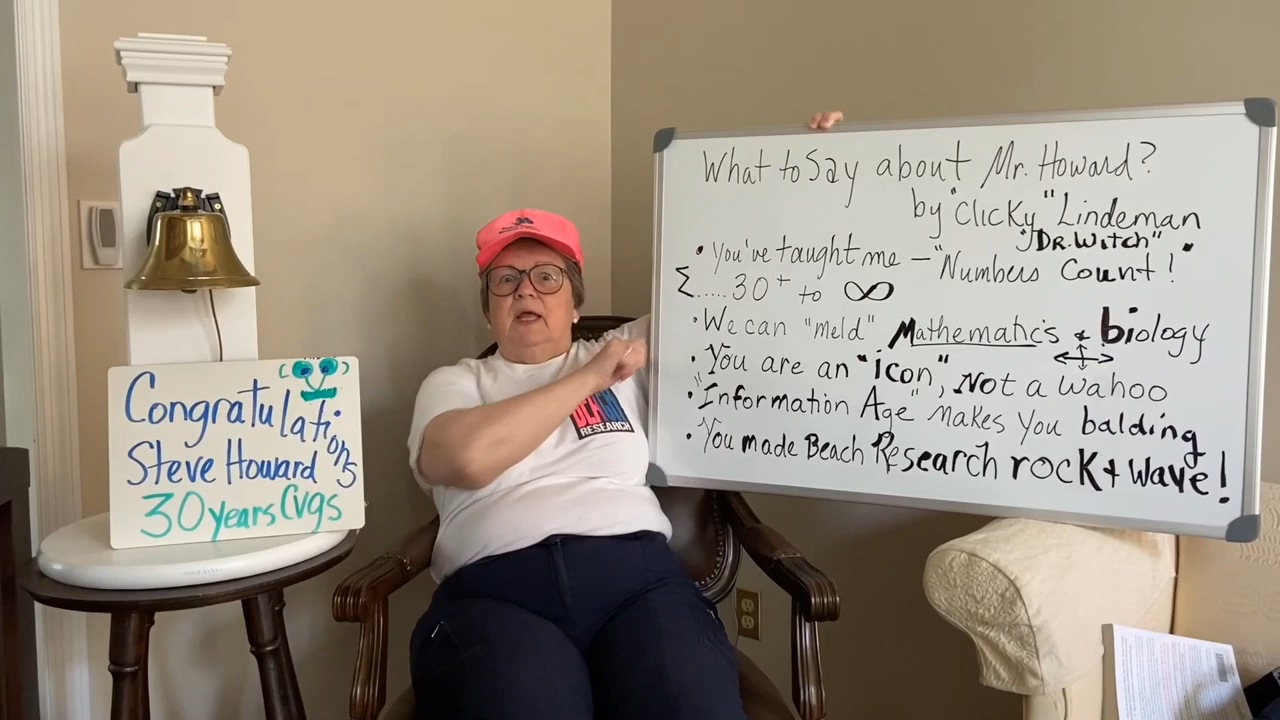 Congratulations
Steve Howard
30 years CVGS
RESEARCH
What to Say about Mr. Howard?
by "Clicky" Lindeman
"Dr. Witch"
• You've taught me – "Numbers Count!"
Σ..... 30+ to ∞
• We can "meld" Mathematics & biology
• You are an "icon", Not a Wahoo
• "Information Age" makes you balding
• You made Beach Research rock + wave!